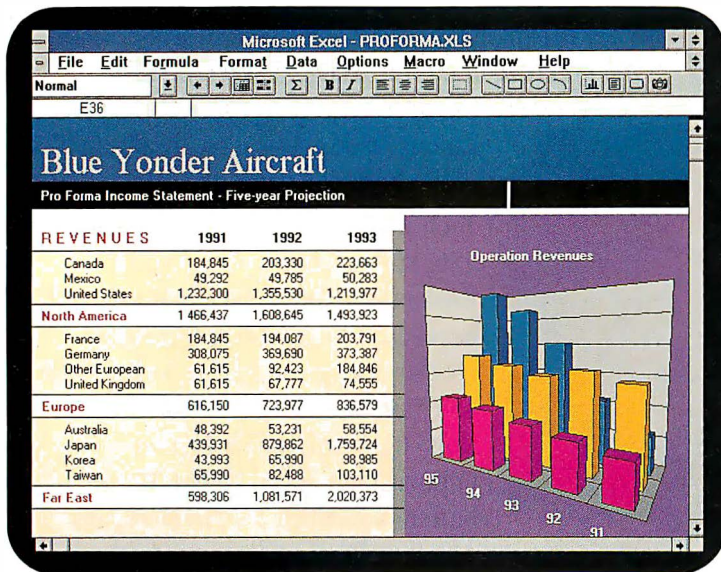 Microsoft Excel - PROFORMA.XLS
File Edit Formula Format Data Options Macro Window Help
Normal Σ B I
E36
Blue Yonder Aircraft
Pro Forma Income Statement - Five-year Projection
REVENUES 1991 1992 1993
Canada 184,845 203,330 223,663
Mexico 49,292 49,785 50,283
United States 1,232,300 1,355,530 1,219,977
North America 1 466,437 1,608,645 1,493,923
France 184,845 194,087 203,791
Germany 308,075 369,690 373,387
Other European 61,615 92,423 184,846
United Kingdom 61,615 67,777 74,555
Europe 616,150 723,977 836,579
Australia 48,392 53,231 58,554
Japan 439,931 879,862 1,759,724
Korea 43,993 65,990 98,985
Taiwan 65,990 82,488 103,110
Far East 598,306 1,081,571 2,020,373
Operation Revenues
95
94
93
92
91